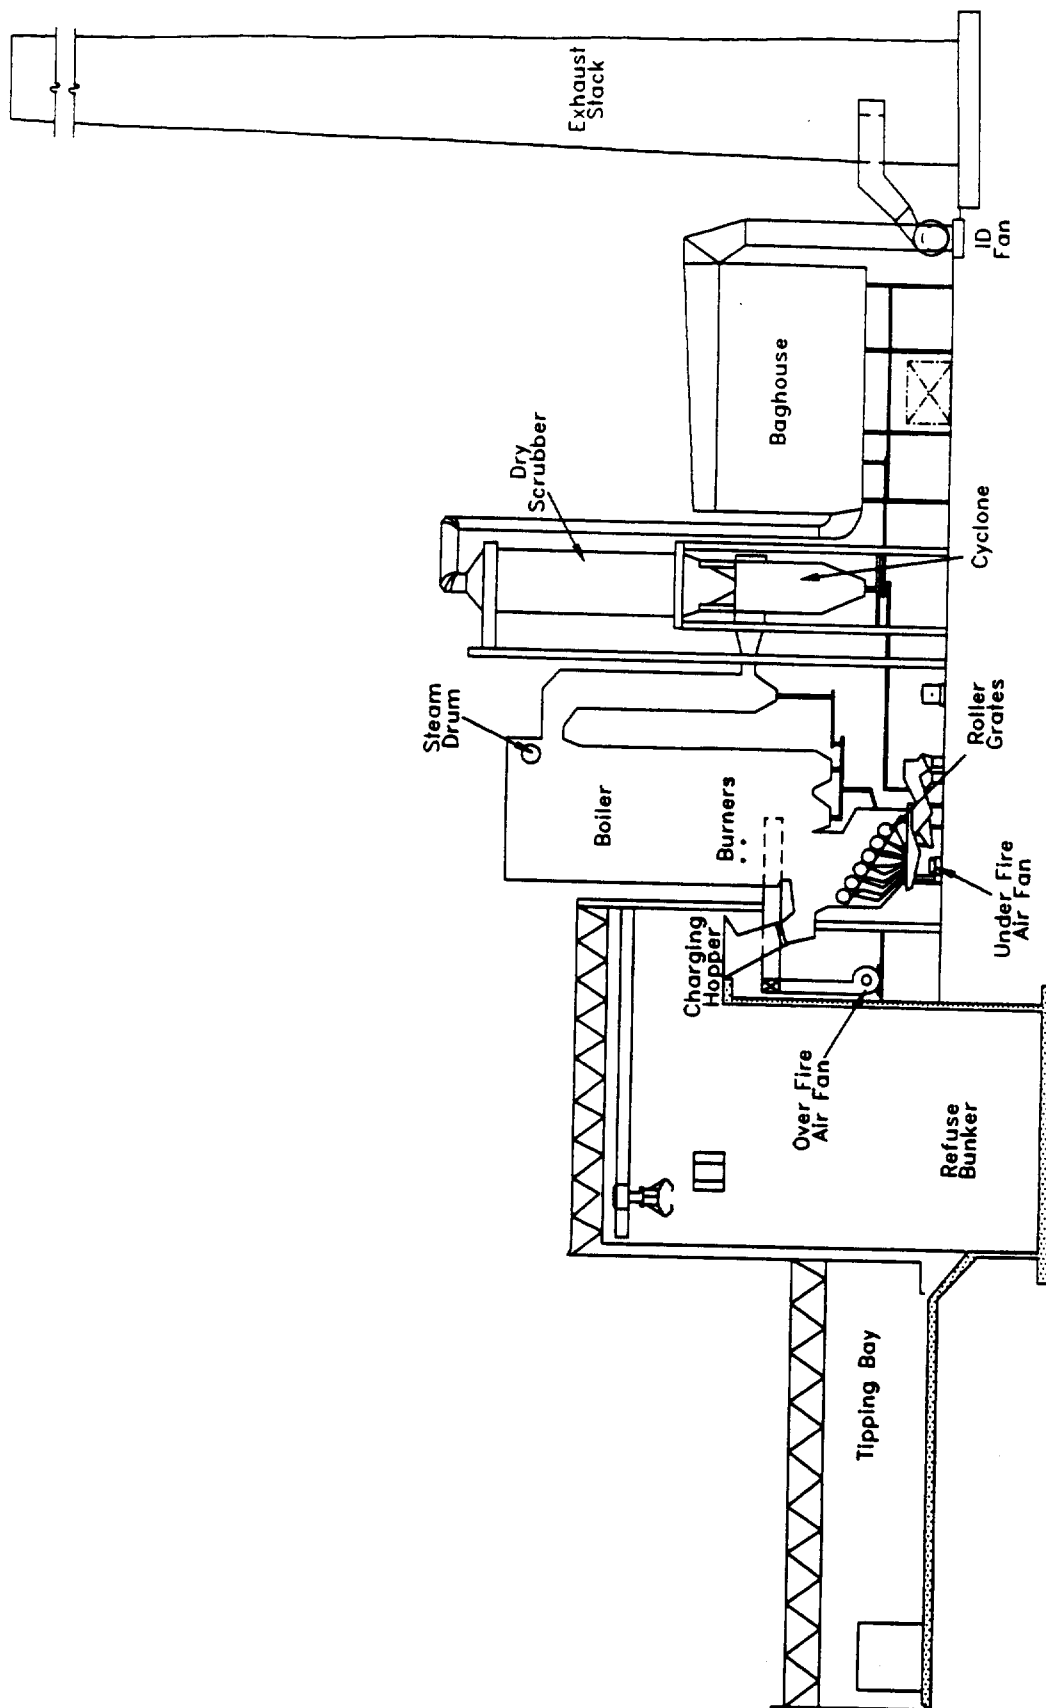 Exhaust
Stack
ID
Fan
Baghouse
Dry
Scrubber
Cyclone
Steam
Drum
Boiler
Burners
Roller
Grates
Under Fire
Air Fan
Charging
Hopper
Over Fire
Air Fan
Refuse
Bunker
Tipping Bay